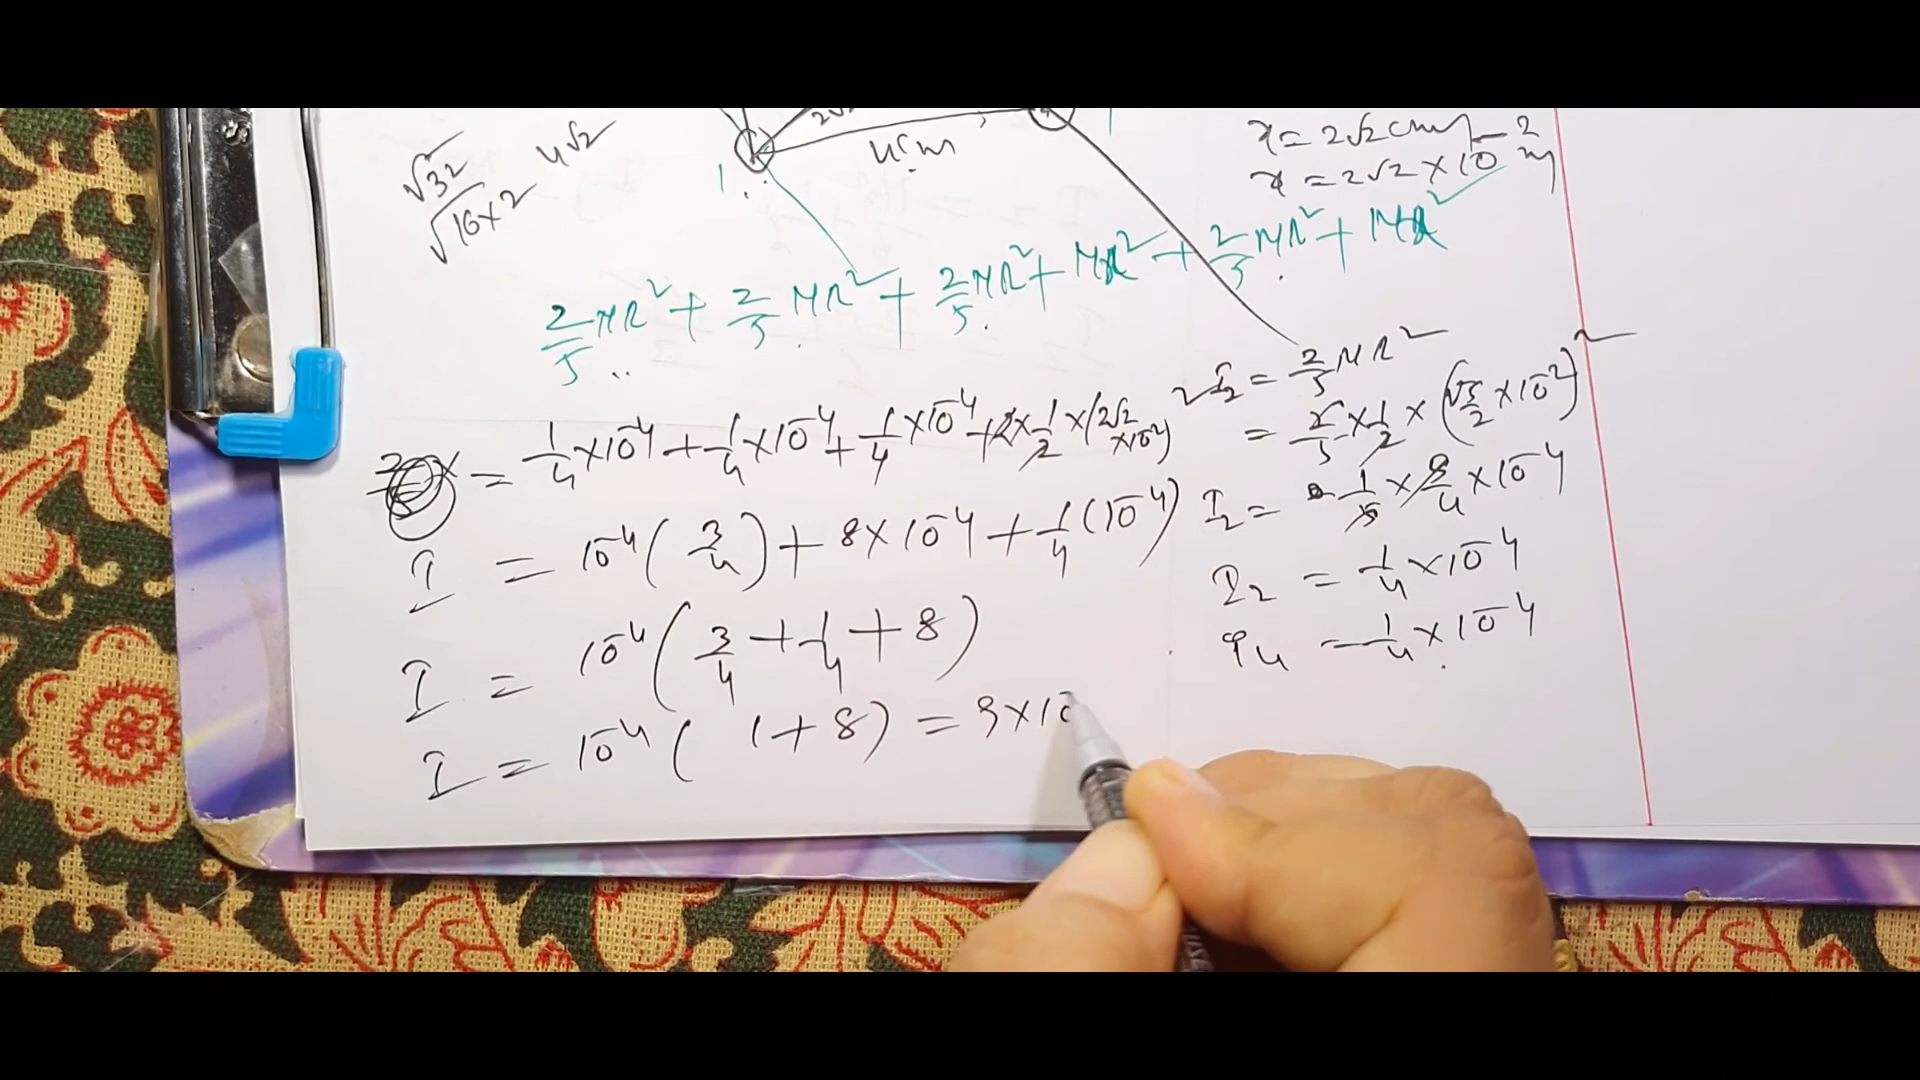 √32
√16×2
4√2
2√
4cm
1
x = 2√2 cm
x = 2√2 × 10⁻² m
2/5 MR² + 2/5 MR² + 2/5 MR² + Mx² + 2/5 MR² + Mx²
= 1/4 × 10⁻⁴ + 1/4 × 10⁻⁴ + 1/4 × 10⁻⁴ + 2 × 1/2 × (2√2 × 10⁻²)²
I = 10⁻⁴ ( 3/4 ) + 8 × 10⁻⁴ + 1/4 (10⁻⁴)
I = 10⁻⁴ ( 3/4 + 1/4 + 8 )
I = 10⁻⁴ ( 1 + 8 ) = 9 × 10
I₂ = 2/5 MR²
= 2/5 × 1/2 × (√5/2 × 10⁻²)²
I₂ = 1/5 × 5/4 × 10⁻⁴
I₂ = 1/4 × 10⁻⁴
I₄ = 1/4 × 10⁻⁴